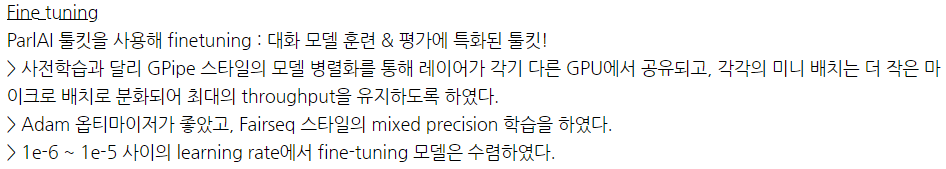 Fine tuning
ParlAI 툴킷을 사용해 finetuning : 대화 모델 훈련 & 평가에 특화된 툴킷!
> 사전학습과 달리 GPipe 스타일의 모델 병렬화를 통해 레이어가 각기 다른 GPU에서 공유되고, 각각의 미니 배치는 더 작은 마
이크로 배치로 분화되어 최대의 throughput을 유지하도록 하였다.
> Adam 옵티마이저가 좋았고, Fairseq 스타일의 mixed precision 학습을 하였다.
> 1e-6 ~ 1e-5 사이의 learning rate에서 fine-tuning 모델은 수렴하였다.